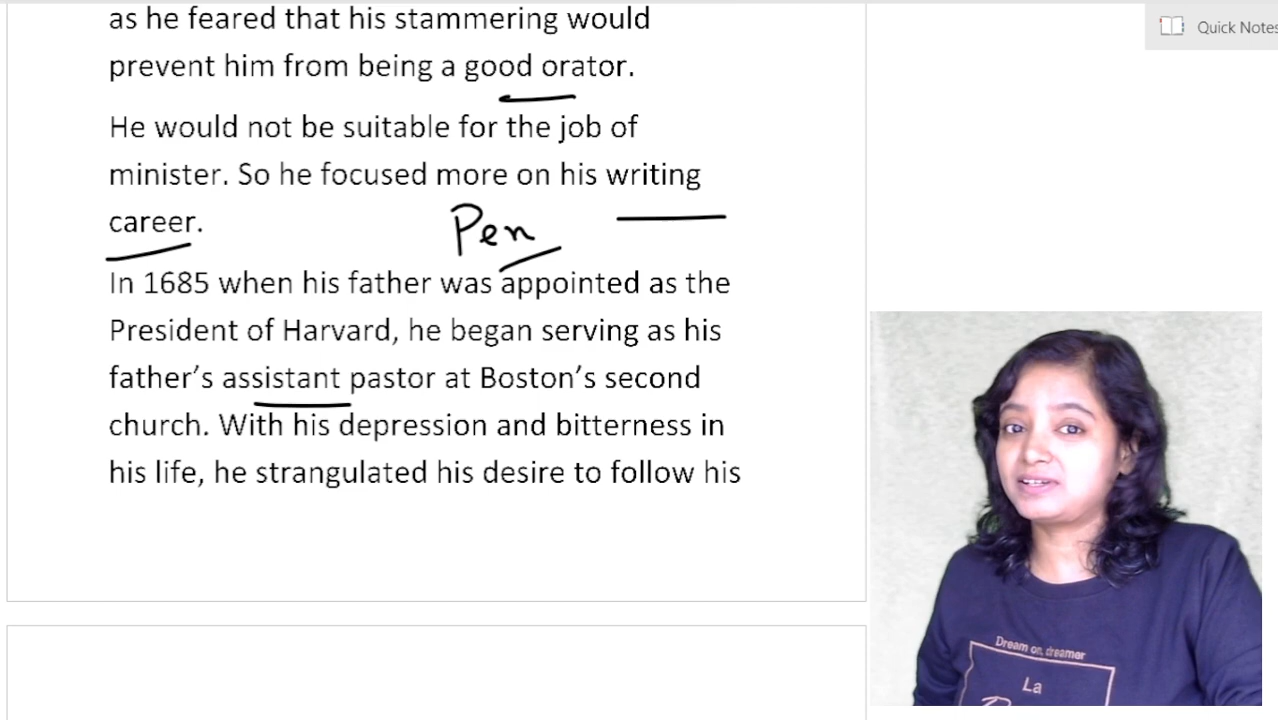 as he feared that his stammering would
prevent him from being a good orator.
He would not be suitable for the job of
minister. So he focused more on his writing
career.
Pen
In 1685 when his father was appointed as the
President of Harvard, he began serving as his
father's assistant pastor at Boston's second
church. With his depression and bitterness in
his life, he strangulated his desire to follow his
Quick Notes
Dream on, dreamer
La